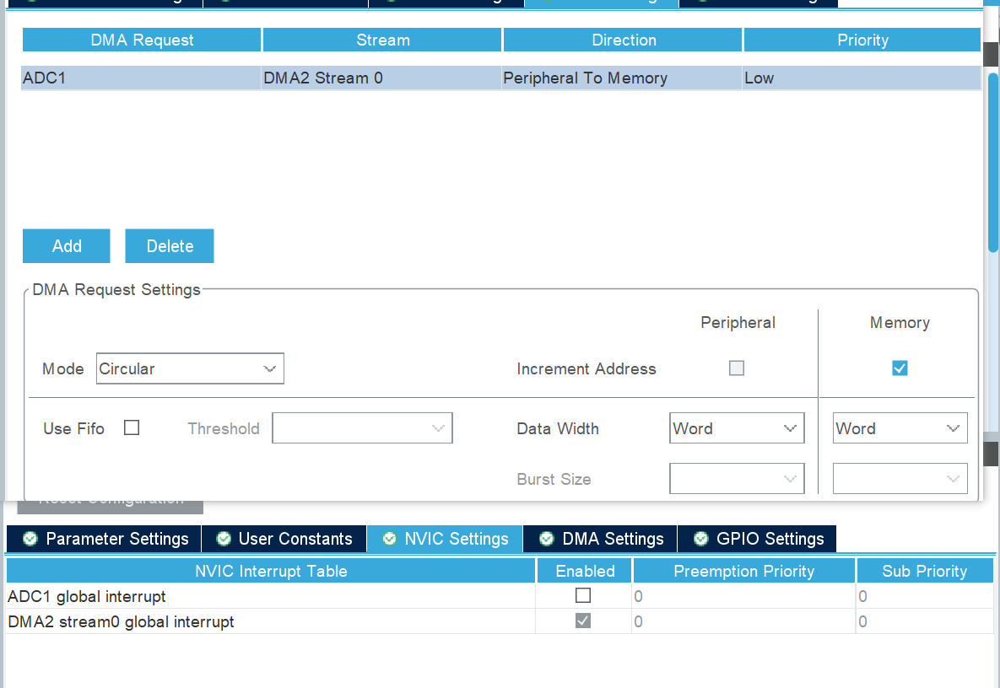 DMA Request Stream Direction Priority
ADC1 DMA2 Stream 0 Peripheral To Memory Low
Add Delete
DMA Request Settings
Peripheral Memory
Mode Circular Increment Address
Use Fifo Threshold Data Width Word Word
Burst Size
Reset Configuration
Parameter Settings User Constants NVIC Settings DMA Settings GPIO Settings
NVIC Interrupt Table Enabled Preemption Priority Sub Priority
ADC1 global interrupt 0 0
DMA2 stream0 global interrupt 0 0